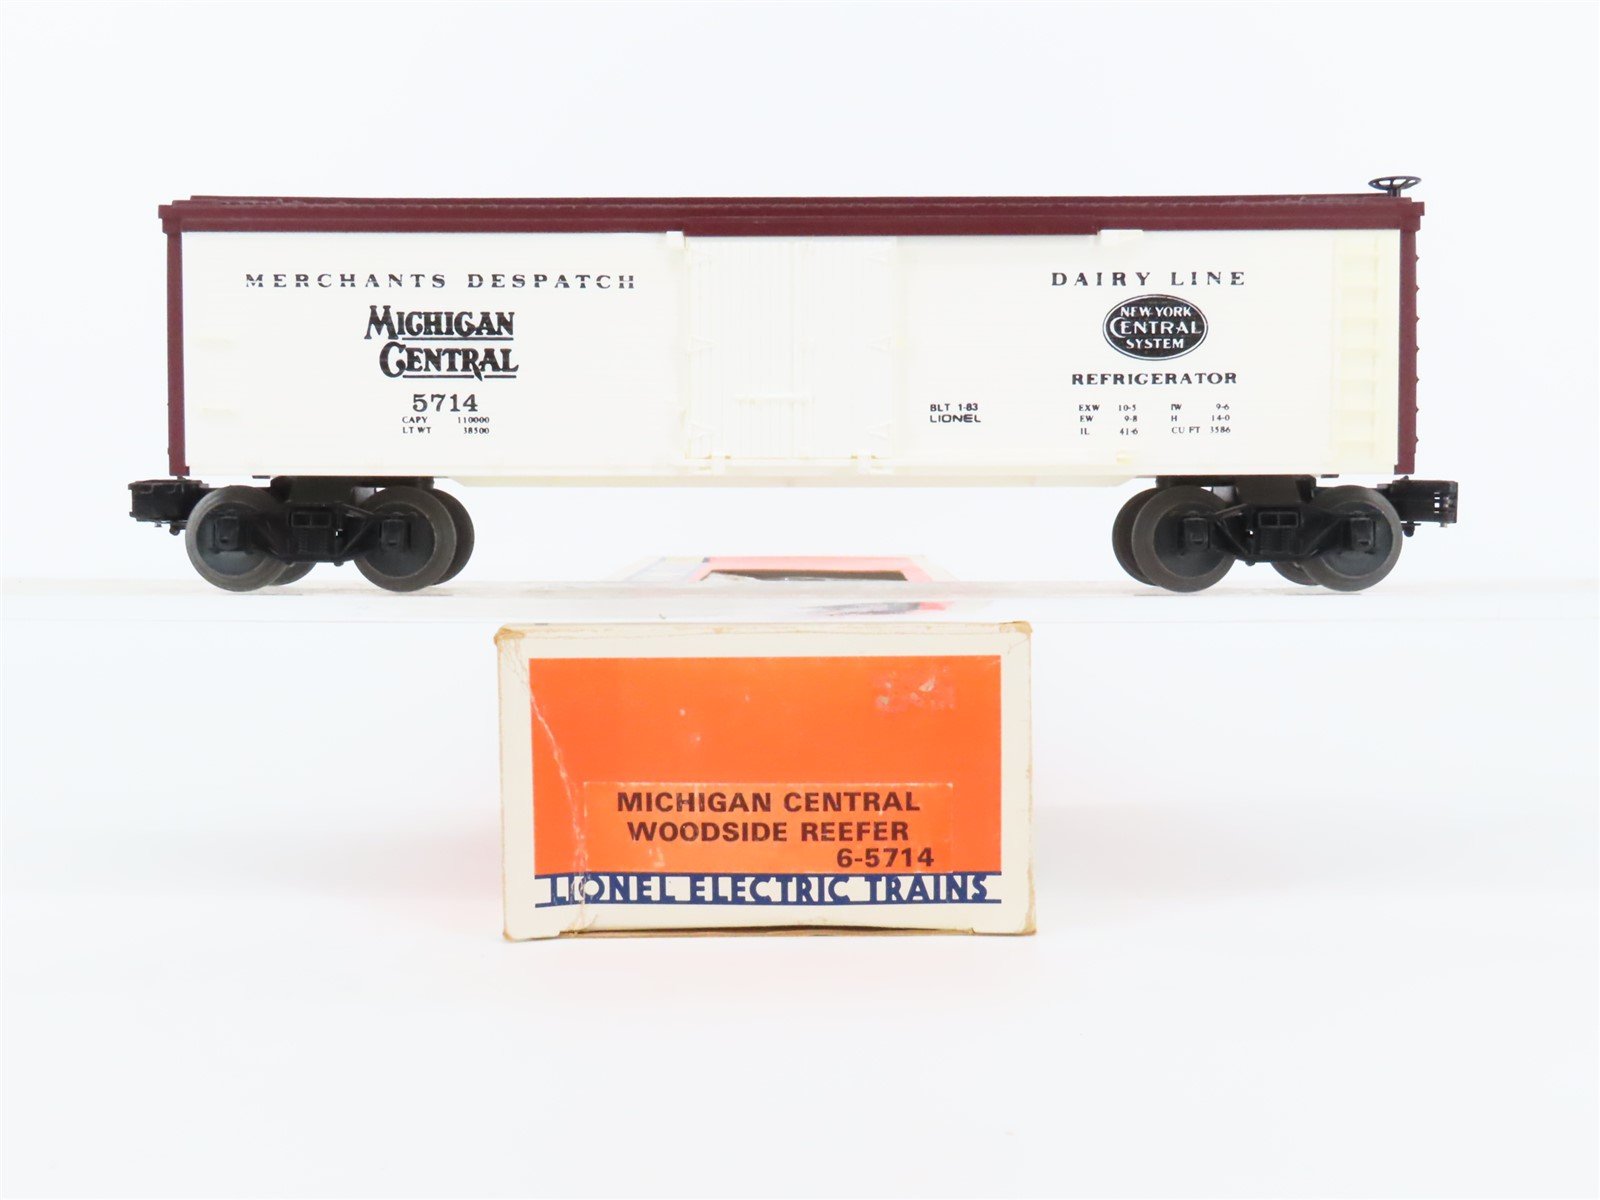 MERCHANTS DESPATCH
MICHIGAN
CENTRAL
5714
CAPY 110000
LT WT 38500
DAIRY LINE
NEW YORK
CENTRAL
SYSTEM
REFRIGERATOR
BLT 1-83
LIONEL
EXW 10-5 IW 9-6
EW 9-8 H 14-0
IL 41-6 CU FT 3586
MICHIGAN CENTRAL
WOODSIDE REEFER
6-5714
LIONEL ELECTRIC TRAINS